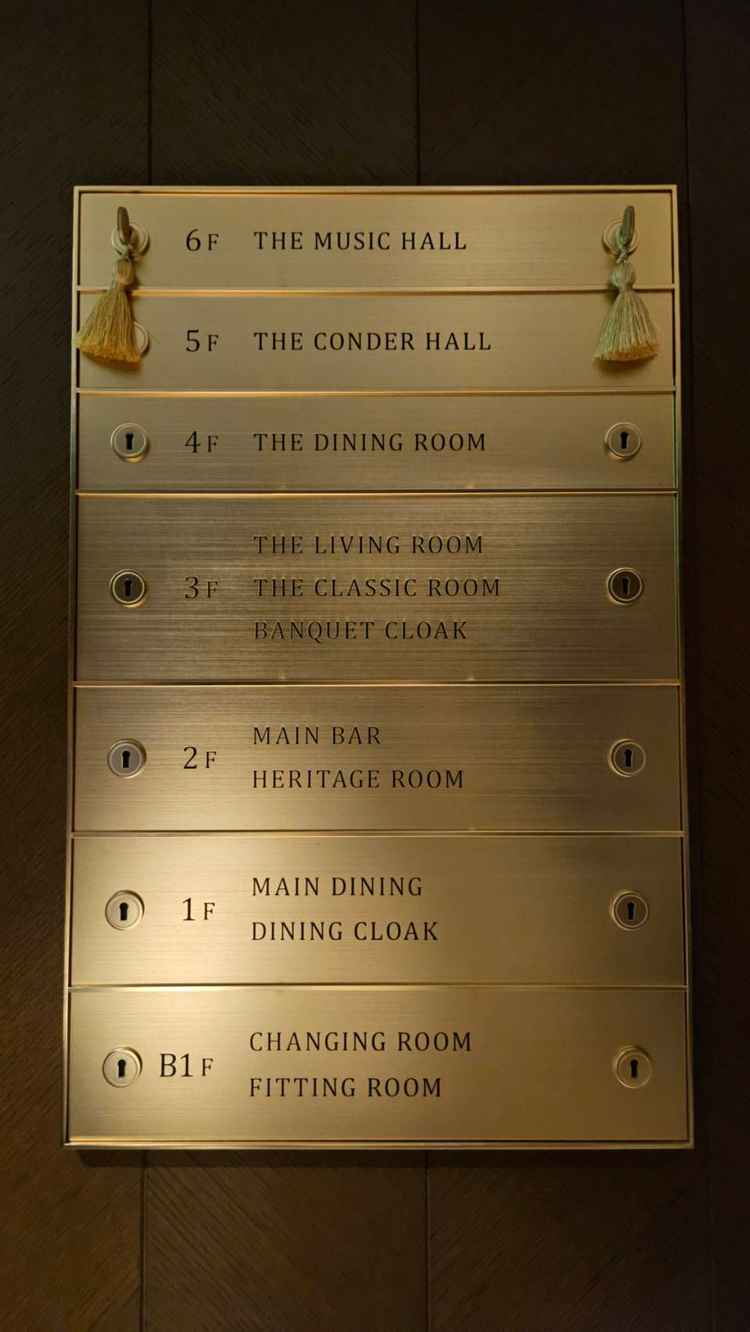 6F THE MUSIC HALL
5F THE CONDER HALL
4F THE DINING ROOM
THE LIVING ROOM
3F THE CLASSIC ROOM
BANQUET CLOAK
2F MAIN BAR
HERITAGE ROOM
1F MAIN DINING
DINING CLOAK
B1F CHANGING ROOM
FITTING ROOM